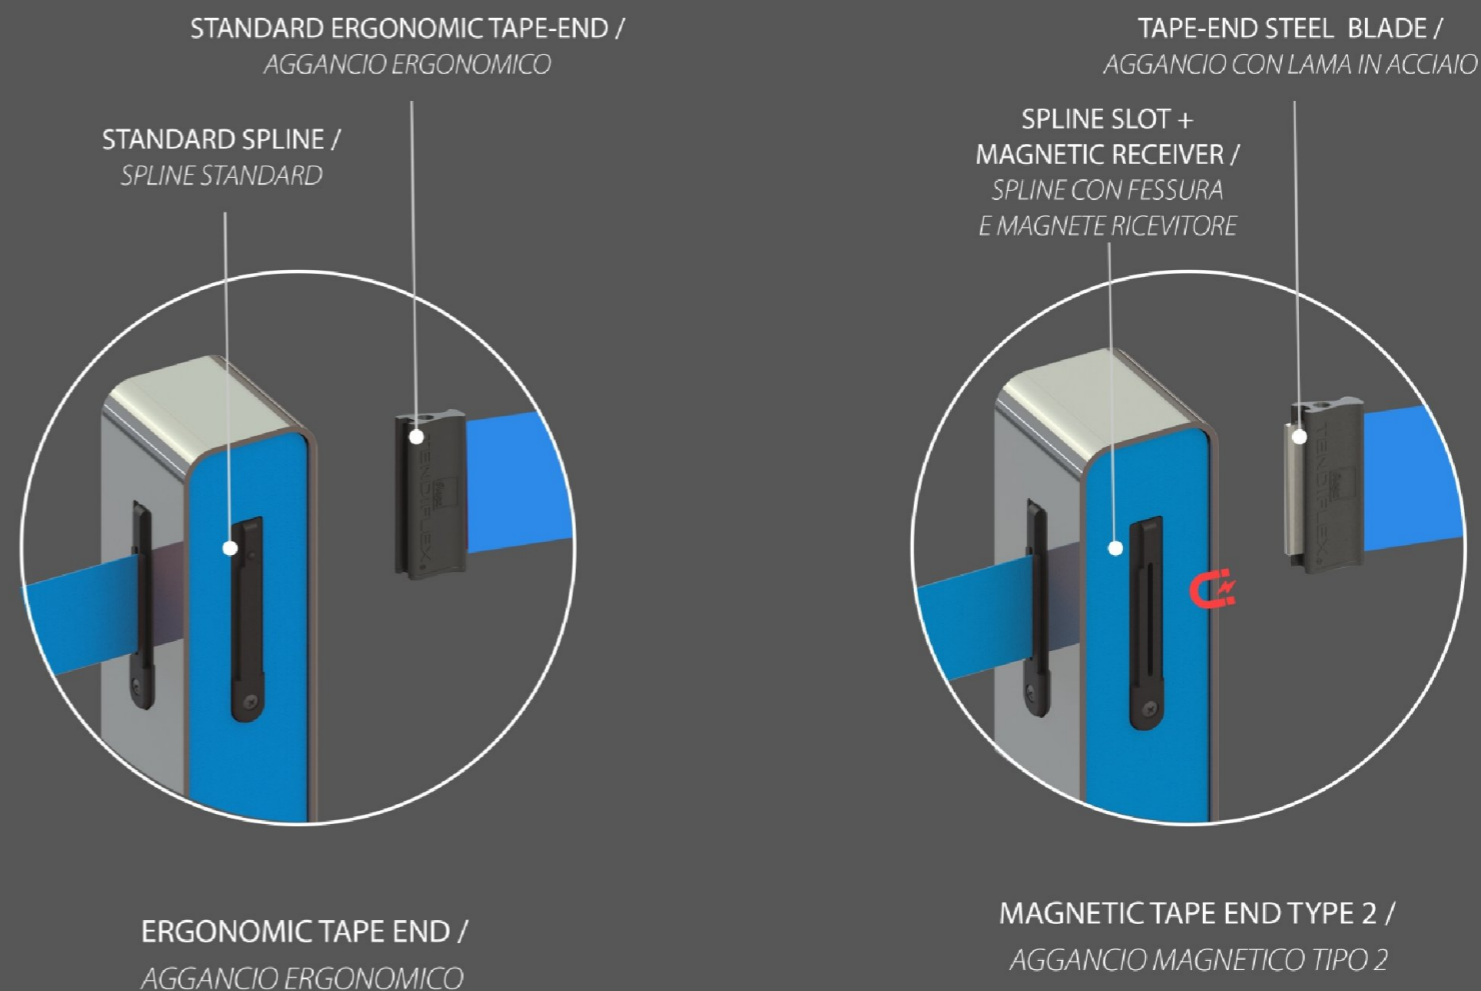 STANDARD ERGONOMIC TAPE-END /
AGGANCIO ERGONOMICO
STANDARD SPLINE /
SPLINE STANDARD
TENDIFLEX
ERGONOMIC TAPE END /
AGGANCIO ERGONOMICO
TAPE-END STEEL BLADE /
AGGANCIO CON LAMA IN ACCIAIO
SPLINE SLOT +
MAGNETIC RECEIVER /
SPLINE CON FESSURA
E MAGNETE RICEVITORE
TENDIFLEX
MAGNETIC TAPE END TYPE 2 /
AGGANCIO MAGNETICO TIPO 2